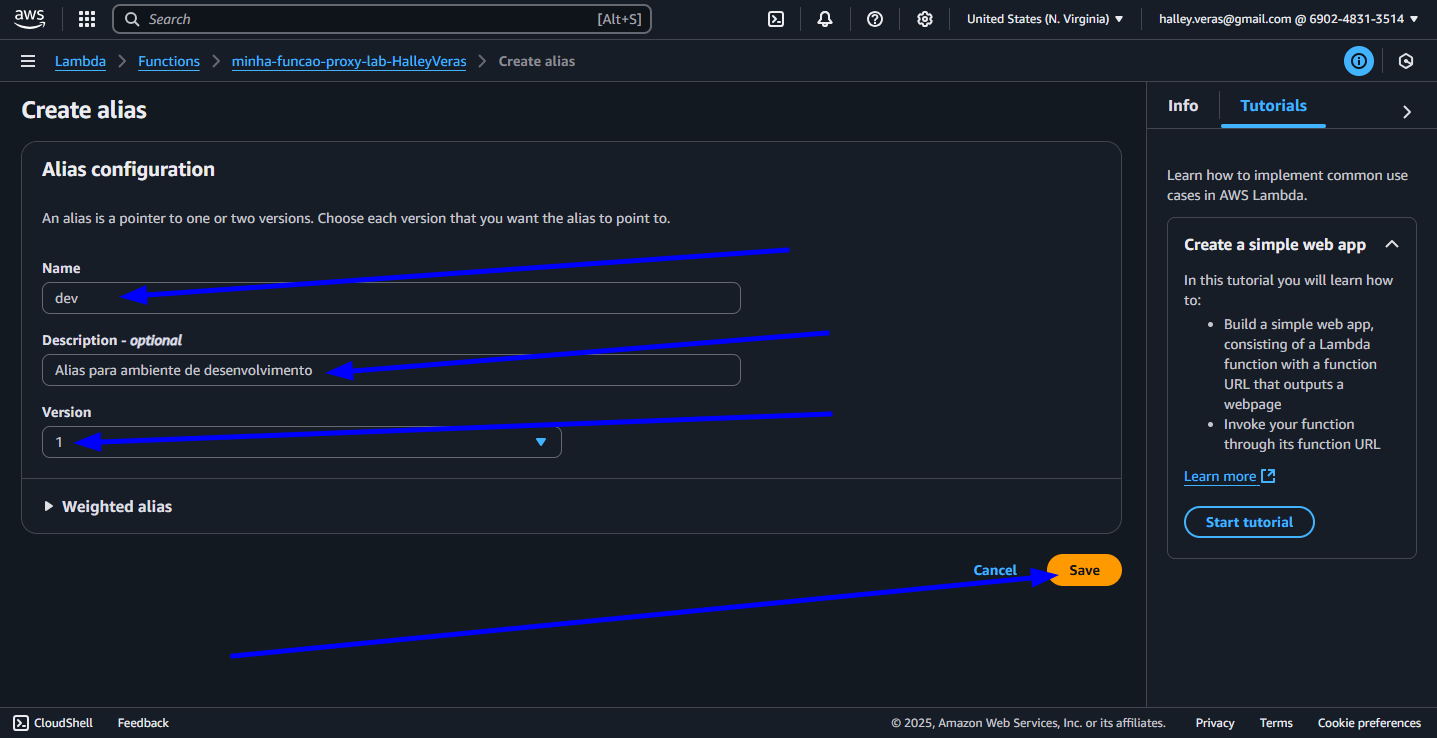 aws
Search
[Alt+S]
United States (N. Virginia)
halley.veras@gmail.com @ 6902-4831-3514
Lambda
Functions
minha-funcao-proxy-lab-HalleyVeras
Create alias
Create alias
Alias configuration
An alias is a pointer to one or two versions. Choose each version that you want the alias to point to.
Name
dev
Description - optional
Alias para ambiente de desenvolvimento
Version
1
Weighted alias
Cancel
Save
Info
Tutorials
Learn how to implement common use
cases in AWS Lambda.
Create a simple web app
In this tutorial you will learn how
to:
• Build a simple web app,
consisting of a Lambda
function with a function
URL that outputs a
webpage
• Invoke your function
through its function URL
Learn more
Start tutorial
CloudShell
Feedback
© 2025, Amazon Web Services, Inc. or its affiliates.
Privacy
Terms
Cookie preferences